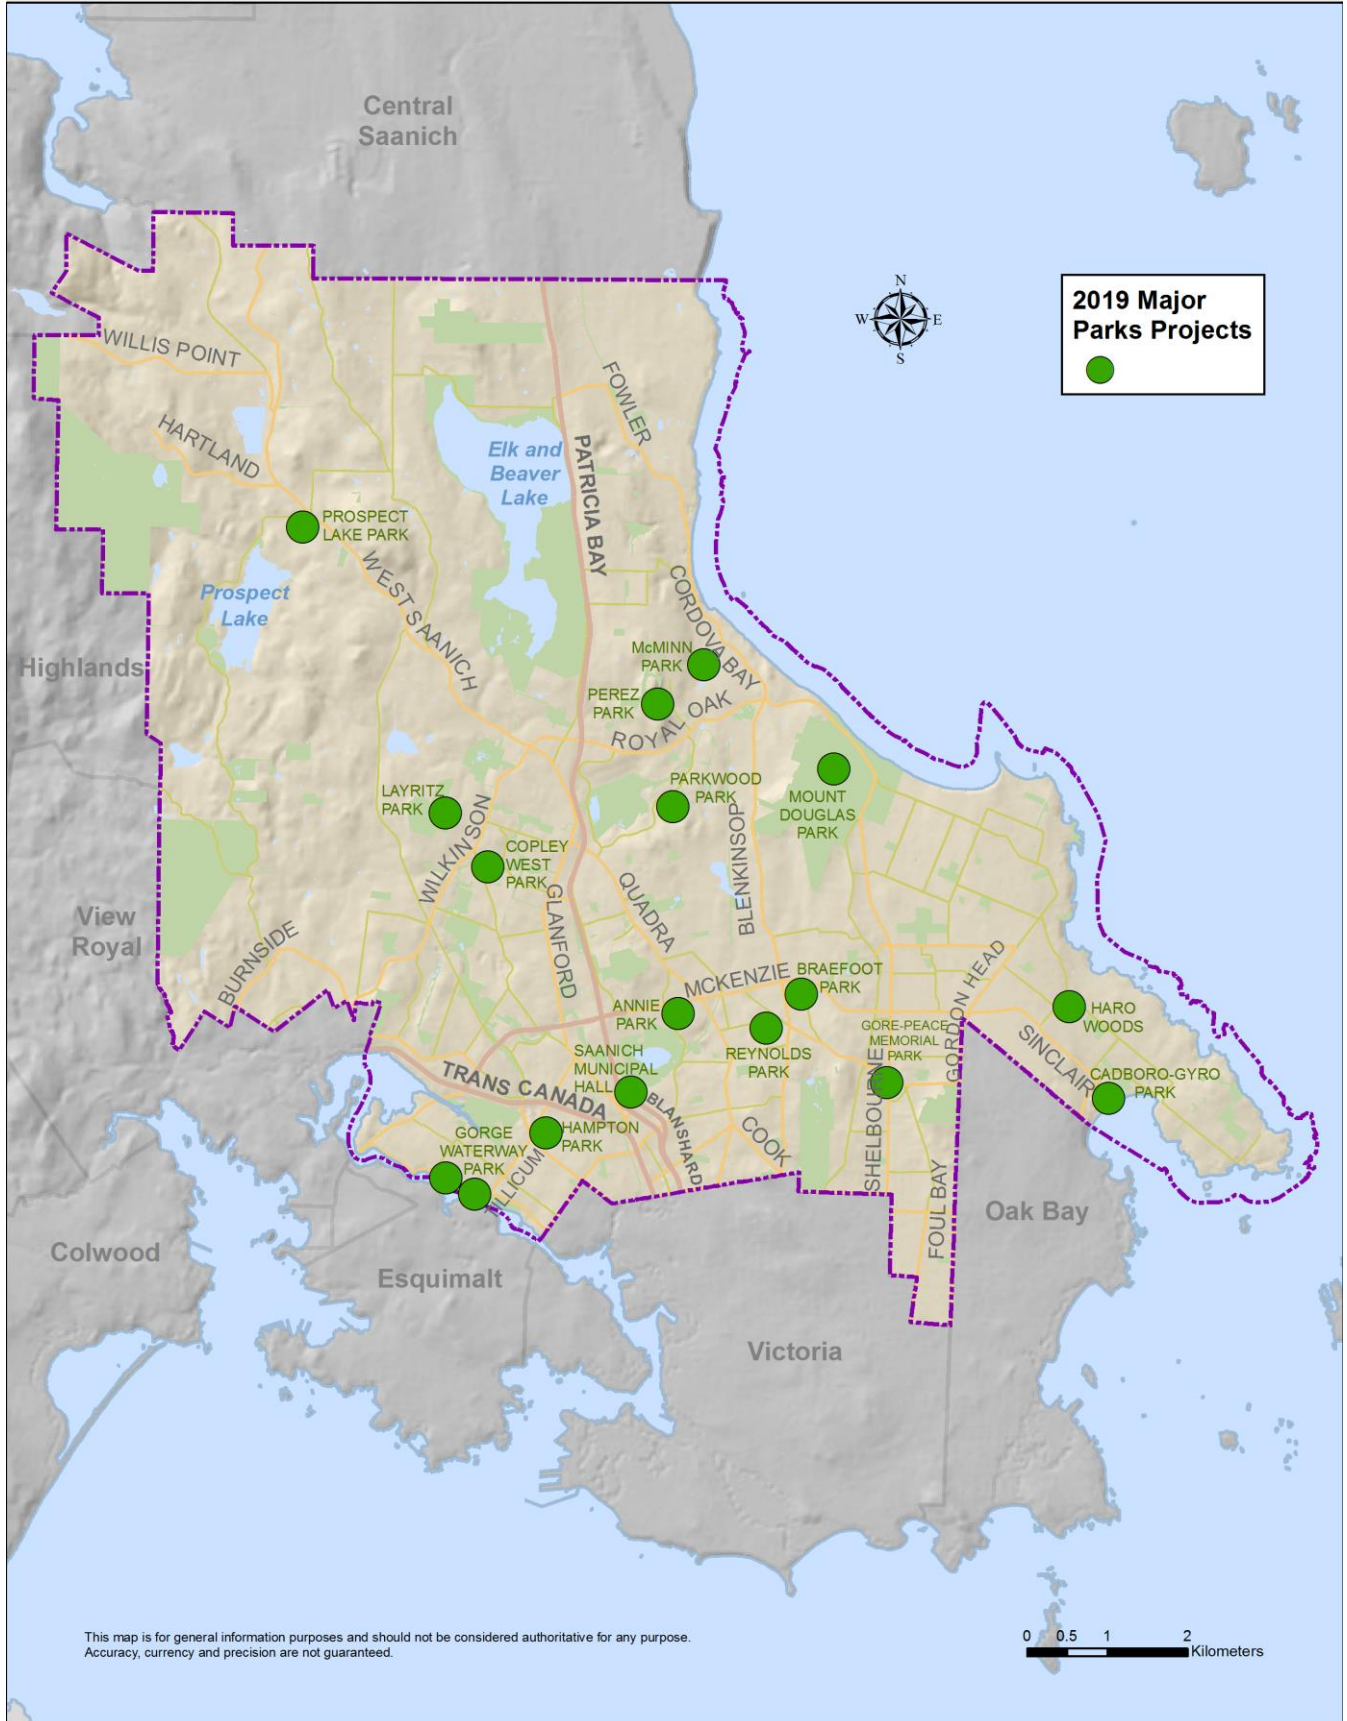 Central
Saanich
N
W
E
S
2019 Major
Parks Projects
WILLIS POINT
FOWLER
HARTLAND
PATRICIA BAY
Elk and
Beaver
Lake
PROSPECT
LAKE PARK
WEST SAANICH
Prospect
Lake
CORDOVA BAY
Highlands
McMINN
PARK
PEREZ
PARK
ROYAL OAK
LAYRITZ
PARK
PARKWOOD
PARK
MOUNT
DOUGLAS
PARK
WILKINSON
COPLEY
WEST
PARK
BLENKINSOP
QUADRA
GLANFORD
View
Royal
BURNSIDE
MCKENZIE
BRAEFOOT
PARK
GORDON HEAD
ANNIE
PARK
HARO
WOODS
GORE-PEACE
MEMORIAL
PARK
REYNOLDS
PARK
SINCLAIR
SAANICH
MUNICIPAL
HALL
CADBORO-GYRO
PARK
TRANS CANADA
BLANSHARD
SHELBOURNE
COOK
HAMPTON
PARK
GORGE
WATERWAY
PARK
TILLICUM
FOUL BAY
Oak Bay
Colwood
Esquimalt
Victoria
This map is for general information purposes and should not be considered authoritative for any purpose.
Accuracy, currency and precision are not guaranteed.
0 0.5 1 2
Kilometers